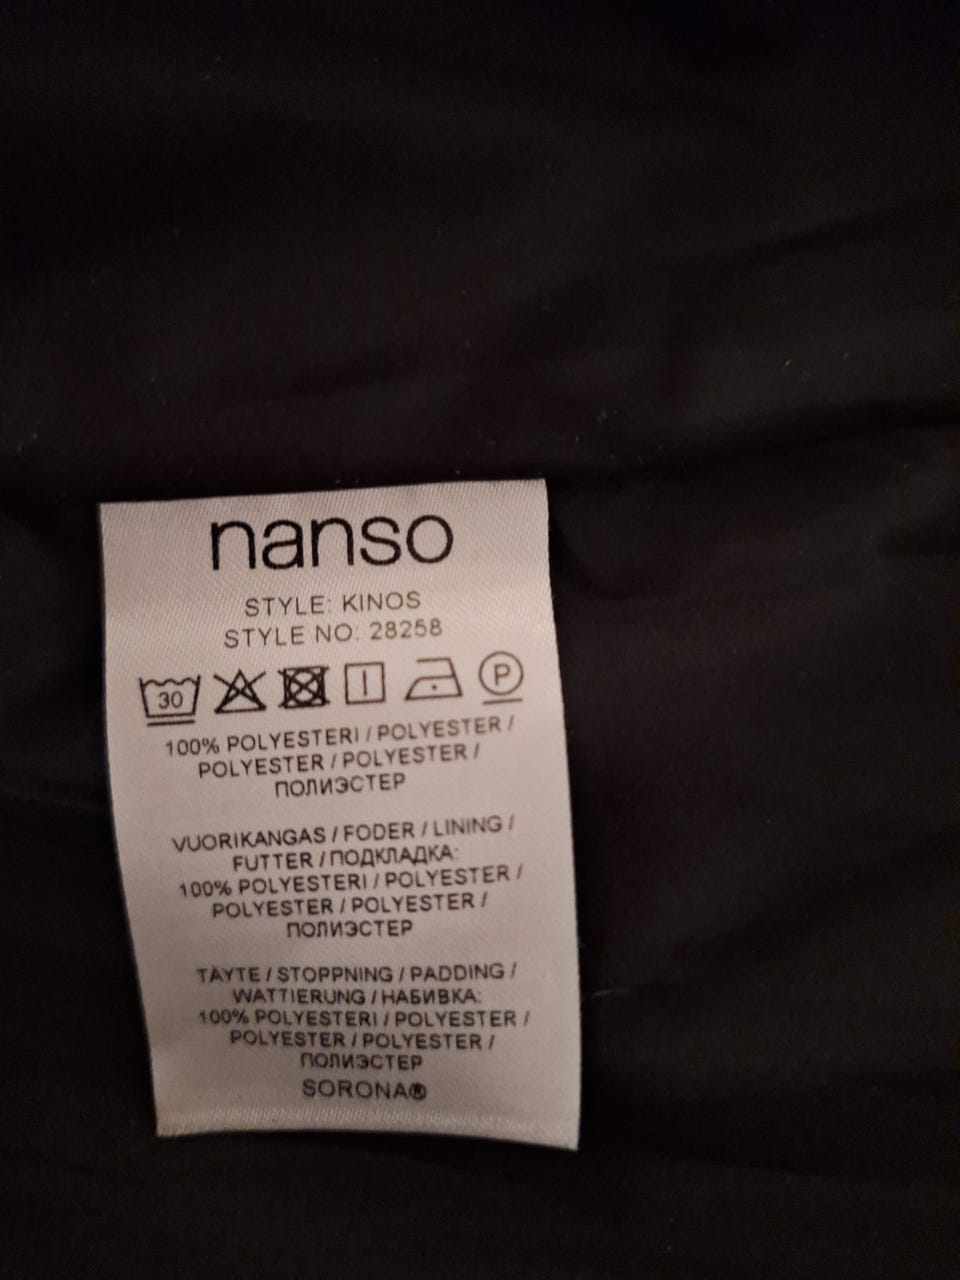 nanso
STYLE: KINOS
STYLE NO: 28258
30 P
100% POLYESTERI / POLYESTER /
POLYESTER / POLYESTER /
ПОЛИЭСТЕР
VUORIKANGAS / FODER / LINING /
FUTTER / ПОДКЛАДКА:
100% POLYESTERI / POLYESTER /
POLYESTER / POLYESTER /
ПОЛИЭСТЕР
TÄYTE / STOPPNING / PADDING /
WATTIERUNG / НАБИВКА:
100% POLYESTERI / POLYESTER /
POLYESTER / POLYESTER /
ПОЛИЭСТЕР
SORONA®